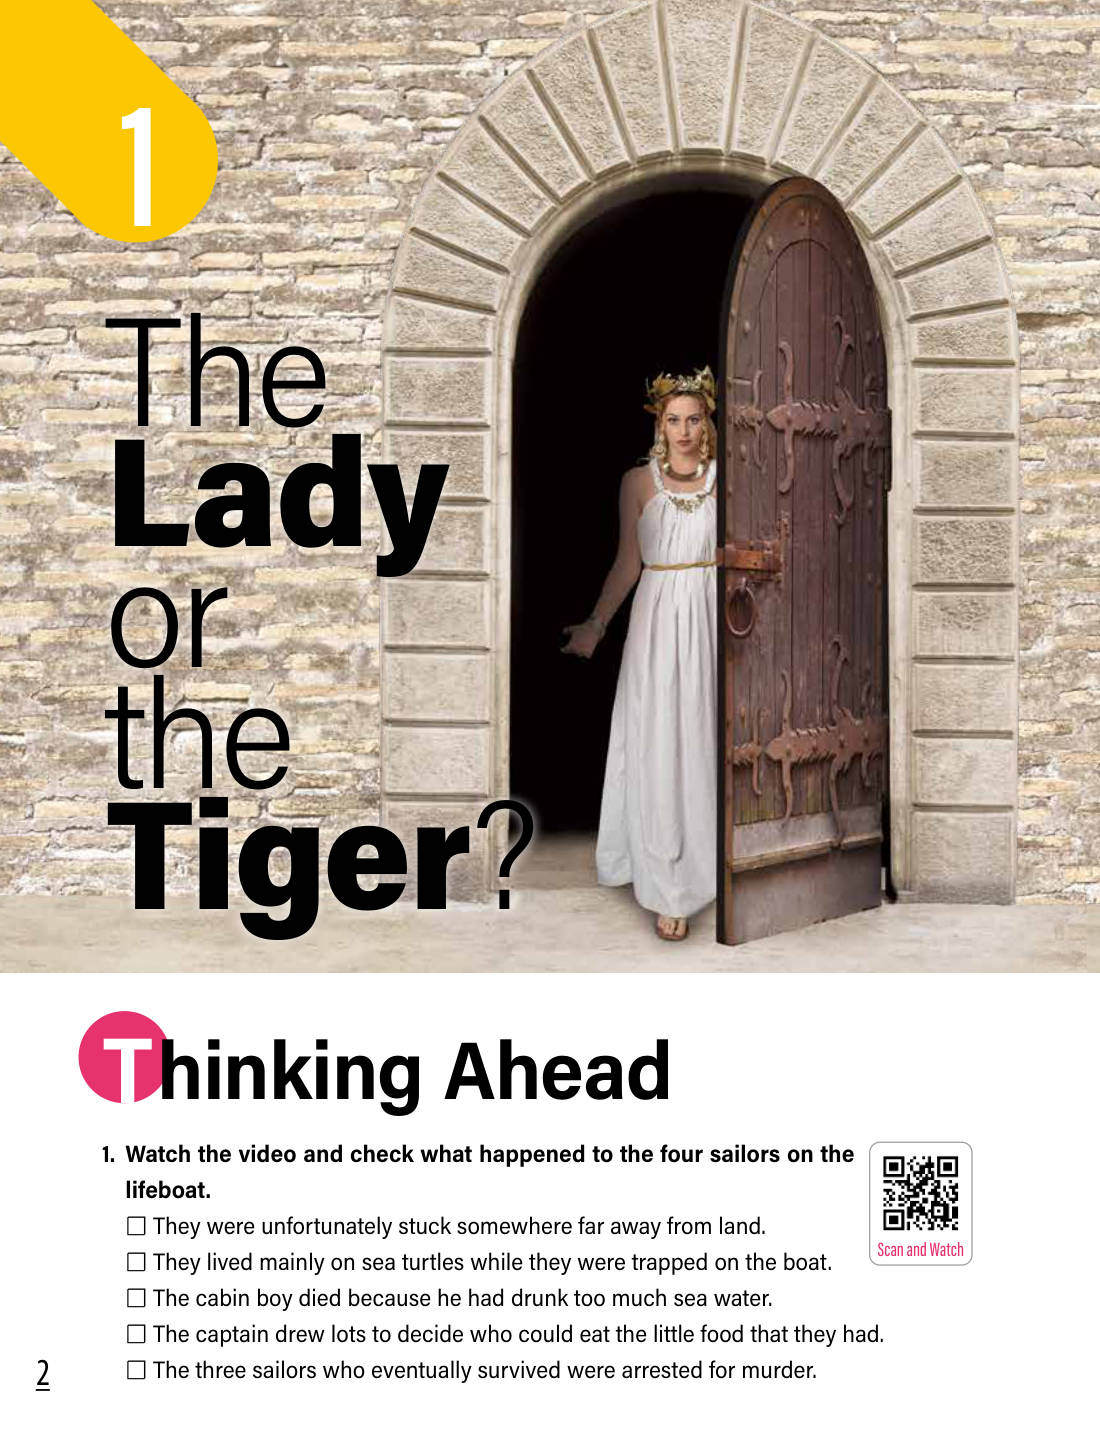 1
The
Lady
or
the
Tiger?
Thinking Ahead
1. Watch the video and check what happened to the four sailors on the
lifeboat.
☐ They were unfortunately stuck somewhere far away from land.
☐ They lived mainly on sea turtles while they were trapped on the boat.
☐ The cabin boy died because he had drunk too much sea water.
☐ The captain drew lots to decide who could eat the little food that they had.
☐ The three sailors who eventually survived were arrested for murder.
Scan and Watch
2